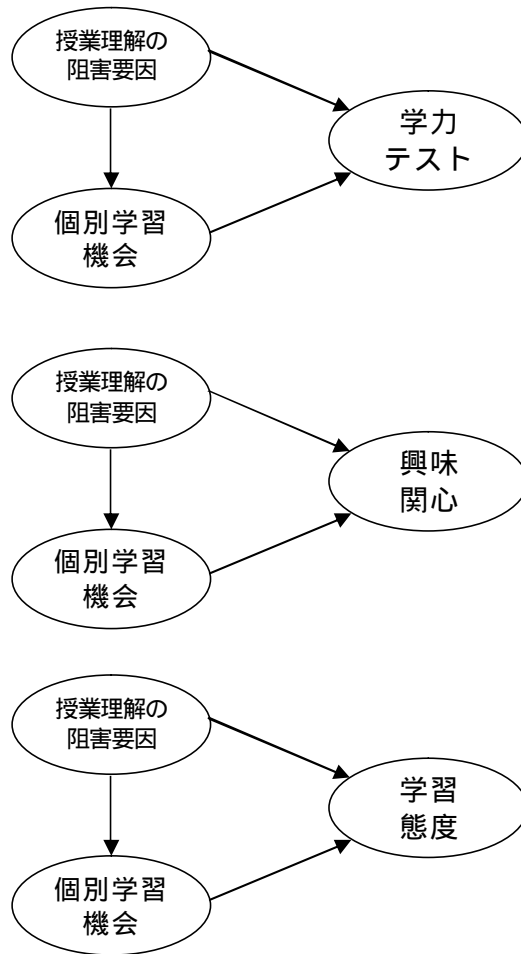 授業理解の
阻害要因
学力
テスト
個別学習
機会
授業理解の
阻害要因
興味
関心
個別学習
機会
授業理解の
阻害要因
学習
態度
個別学習
機会